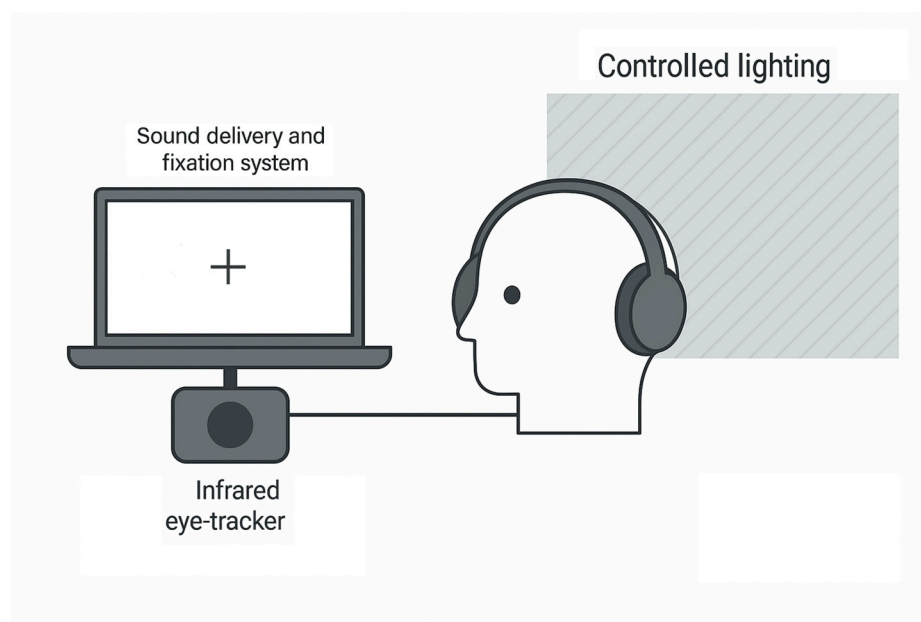 Controlled lighting
Sound delivery and
fixation system
Infrared
eye-tracker